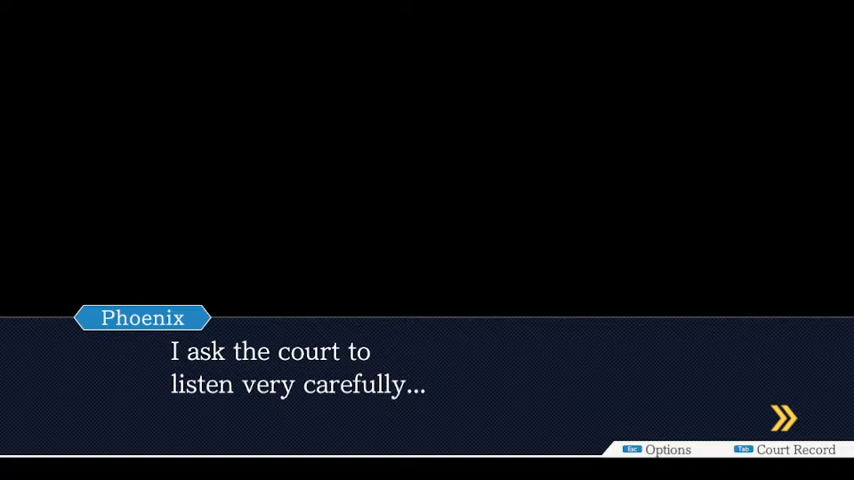 Phoenix
I ask the court to
listen very carefully...
Esc Options Tab Court Record